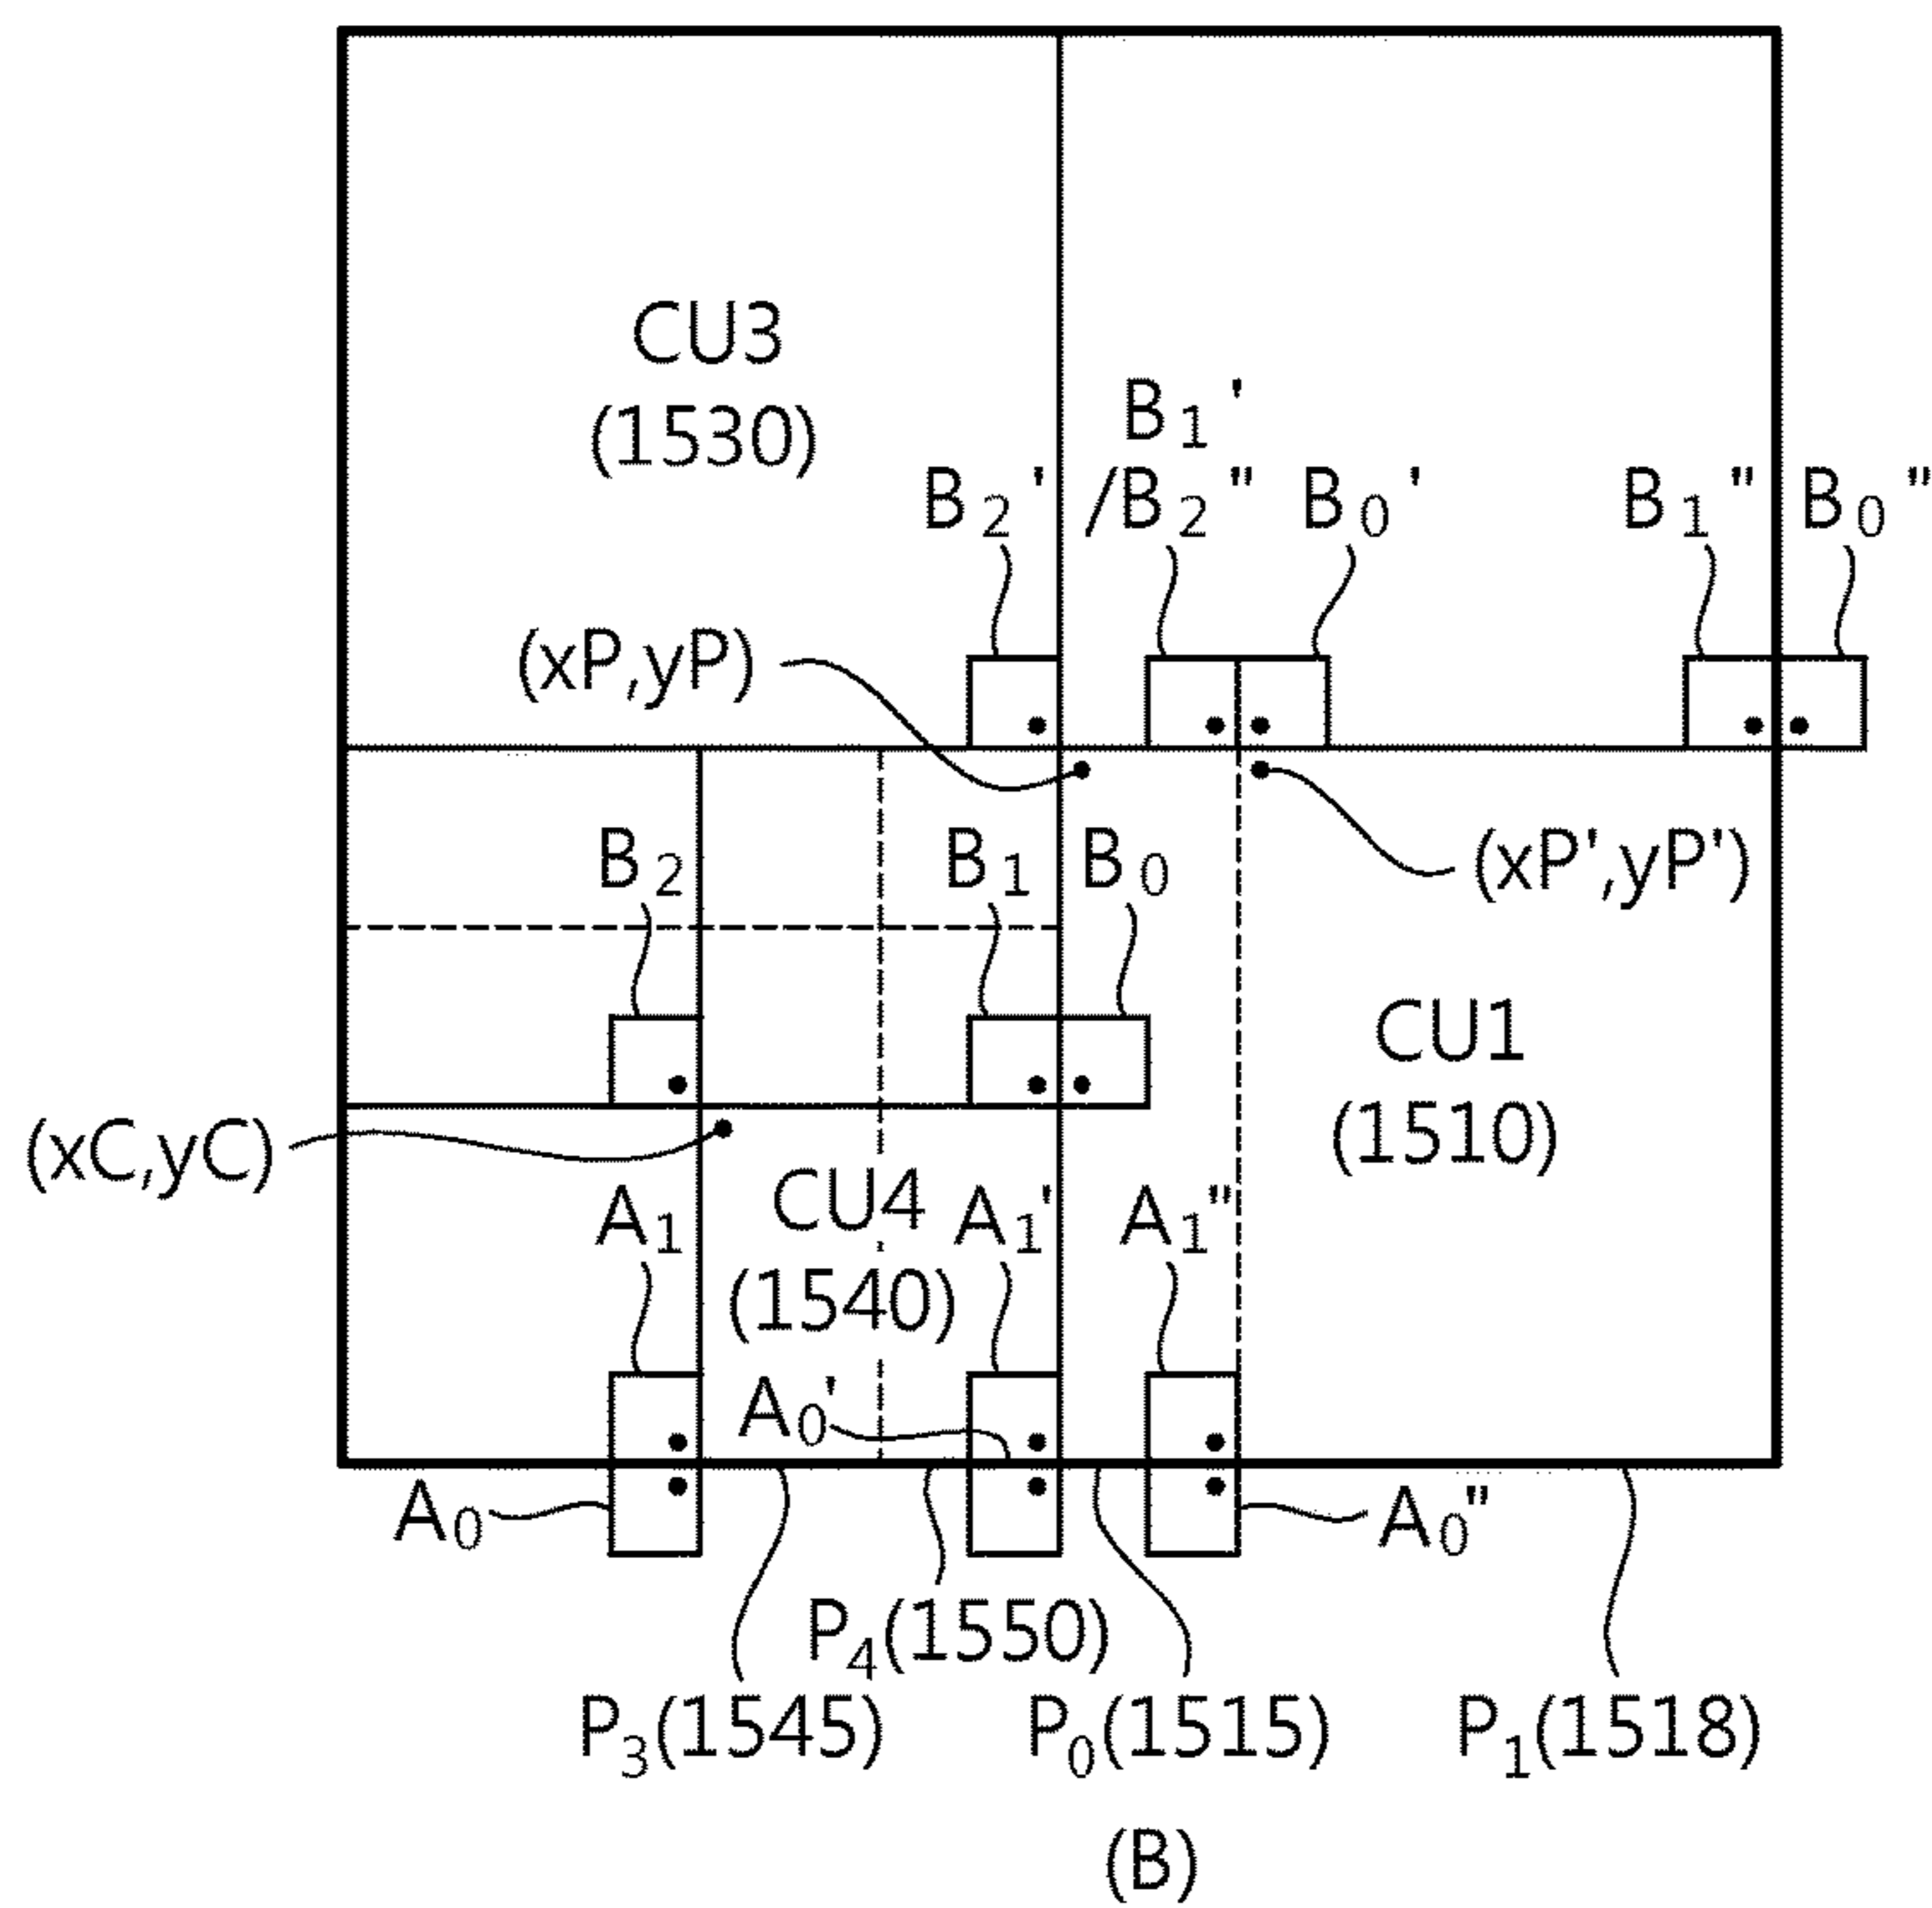 CU3
(1530)
B1'
B2' /B2" B0' B1" B0"
(xP,yP)
B2 B1 B0 (xP',yP')
CU1
(1510)
(xC,yC)
A1 CU4 A1' A1"
(1540)
A0'
A0 A0"
P4(1550)
P3(1545) P0(1515) P1(1518)
(B)